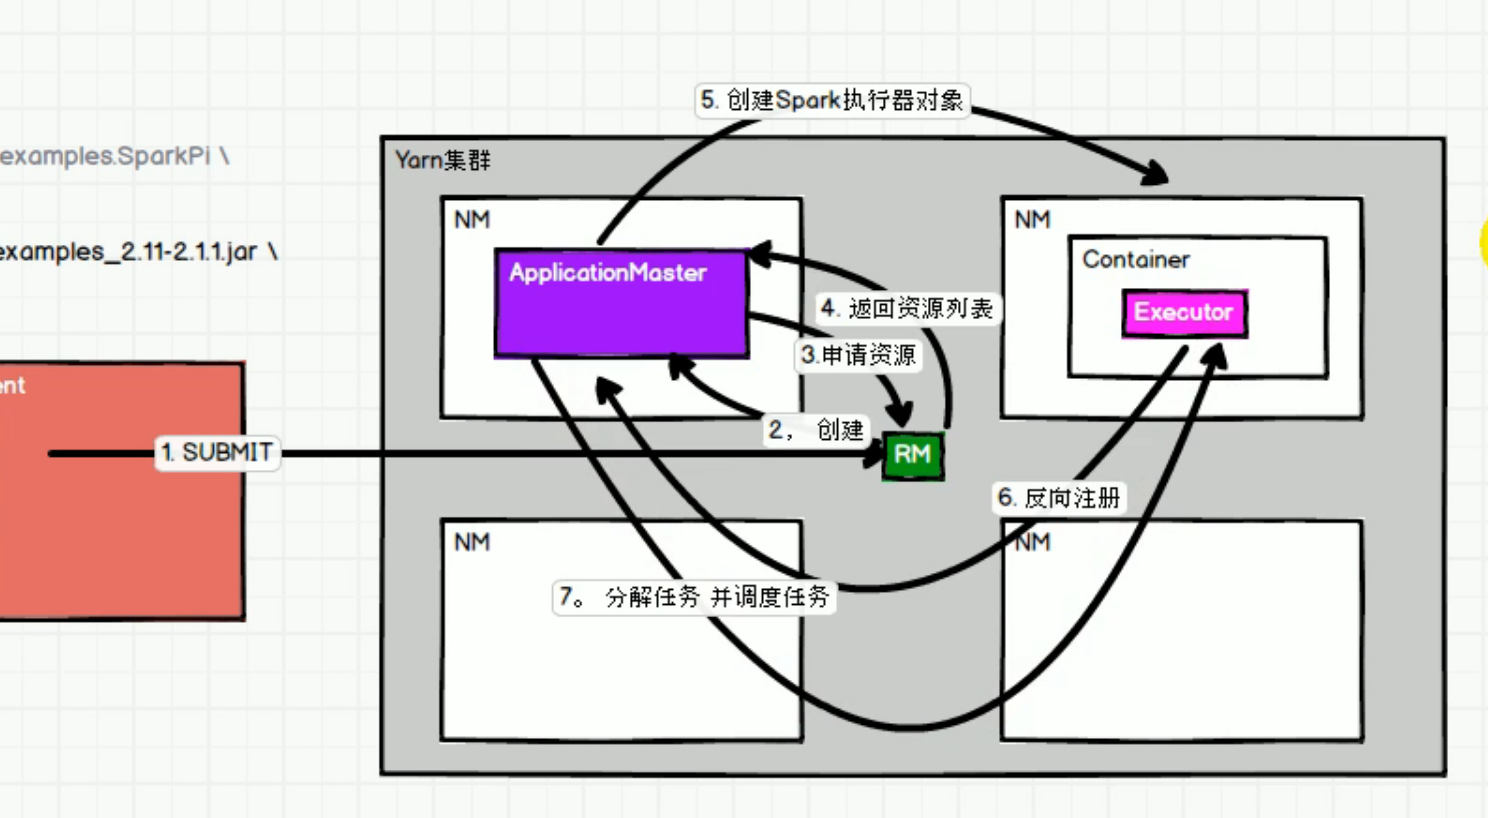 5. 创建Spark执行器对象
examples.SparkPi \
Yarn集群
NM
NM
ApplicationMaster
Container
examples_2.11-2.1.1.jar \
4. 返回资源列表
Executor
3.申请资源
ent
2， 创建
1. SUBMIT
RM
6. 反向注册
NM
NM
7。 分解任务 并调度任务